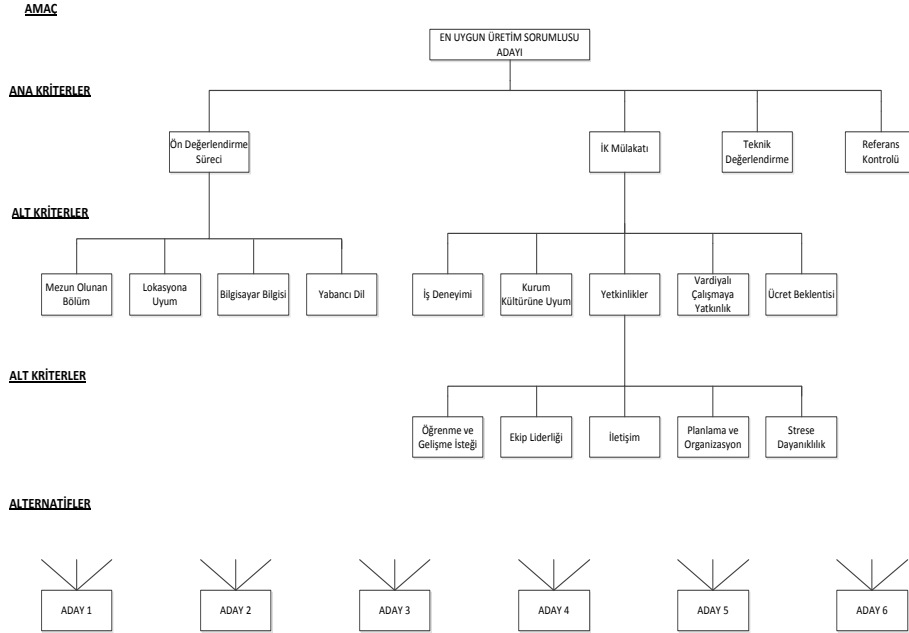 AMAÇ
EN UYGUN ÜRETİM SORUMLUSU
ADAYI
ANA KRİTERLER
Ön Değerlendirme
Süreci
İK Mülakatı
Teknik
Değerlendirme
Referans
Kontrolü
ALT KRİTERLER
Mezun Olunan
Bölüm
Lokasyona
Uyum
Bilgisayar Bilgisi
Yabancı Dil
İş Deneyimi
Kurum
Kültürüne Uyum
Yetkinlikler
Vardiyalı
Çalışmaya
Yatkınlık
Ücret Beklentisi
ALT KRİTERLER
Öğrenme ve
Gelişme İsteği
Ekip Liderliği
İletişim
Planlama ve
Organizasyon
Strese
Dayanıklılık
ALTERNATİFLER
ADAY 1
ADAY 2
ADAY 3
ADAY 4
ADAY 5
ADAY 6